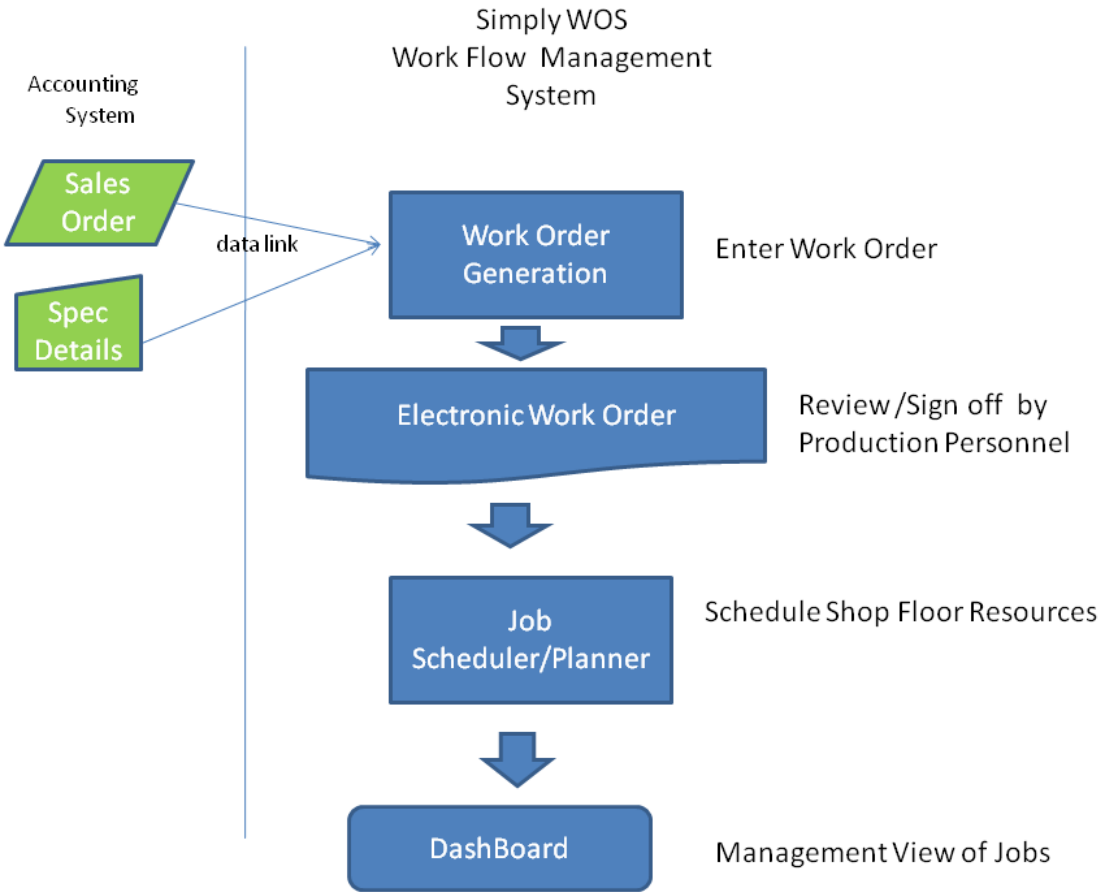 Simply WOS
Work Flow Management
System
Accounting
System
Sales
Order
data link
Spec
Details
Work Order
Generation
Enter Work Order
Electronic Work Order
Review /Sign off by
Production Personnel
Job
Scheduler/Planner
Schedule Shop Floor Resources
DashBoard
Management View of Jobs